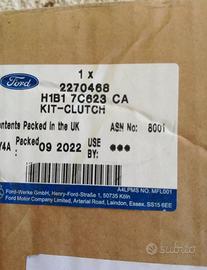 Ford
1 x
2270468
H1B1 7C623 CA
KIT-CLUTCH
Contents Packed in the UK ASN No: 8001
Y4A Packed 09 2022 USE BY: ●●●
A4LPMS NO. MFL001
Ford-Werke GmbH, Henry-Ford-Straße 1, 50735 Köln
Ford Motor Company Limited, Arterial Road, Laindon, Essex. SS15 6EE
subito